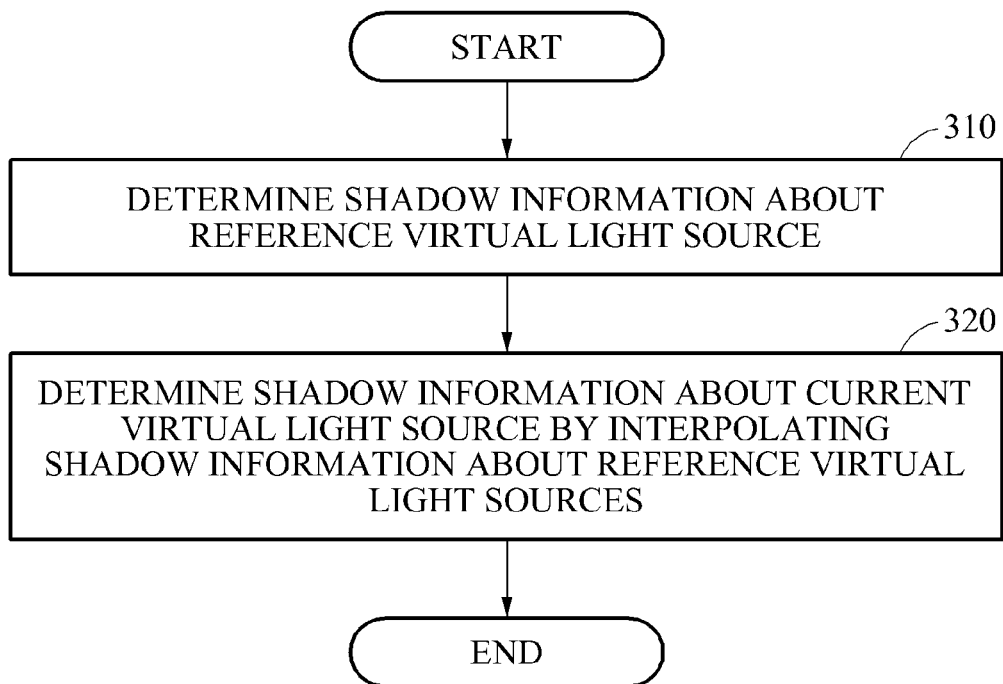 START
310
DETERMINE SHADOW INFORMATION ABOUT
REFERENCE VIRTUAL LIGHT SOURCE
320
DETERMINE SHADOW INFORMATION ABOUT CURRENT
VIRTUAL LIGHT SOURCE BY INTERPOLATING
SHADOW INFORMATION ABOUT REFERENCE VIRTUAL
LIGHT SOURCES
END